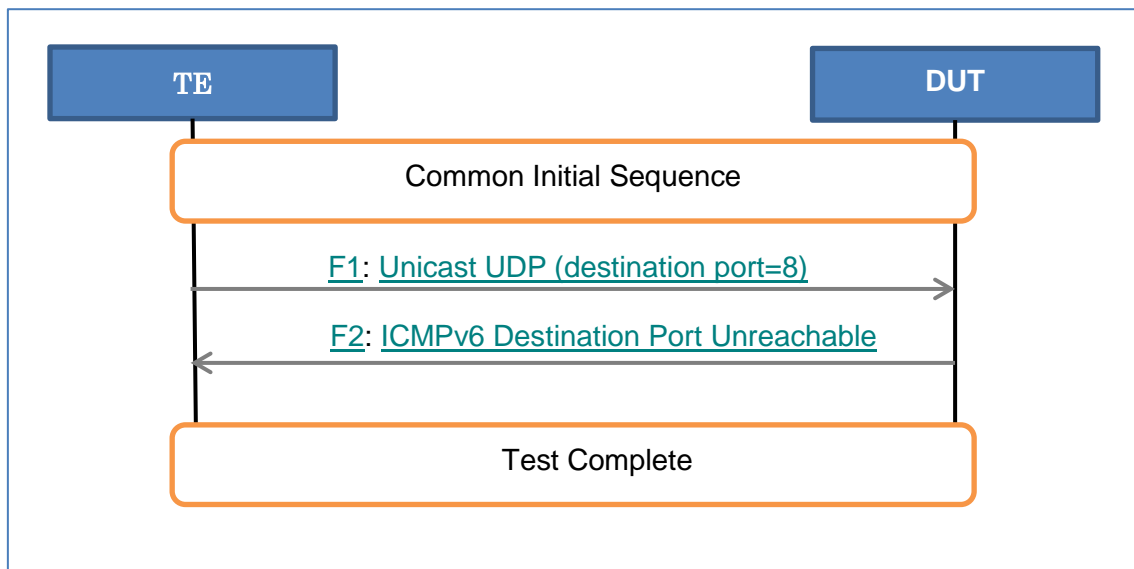 TE
DUT
Common Initial Sequence
F1: Unicast UDP (destination port=8)
F2: ICMPv6 Destination Port Unreachable
Test Complete